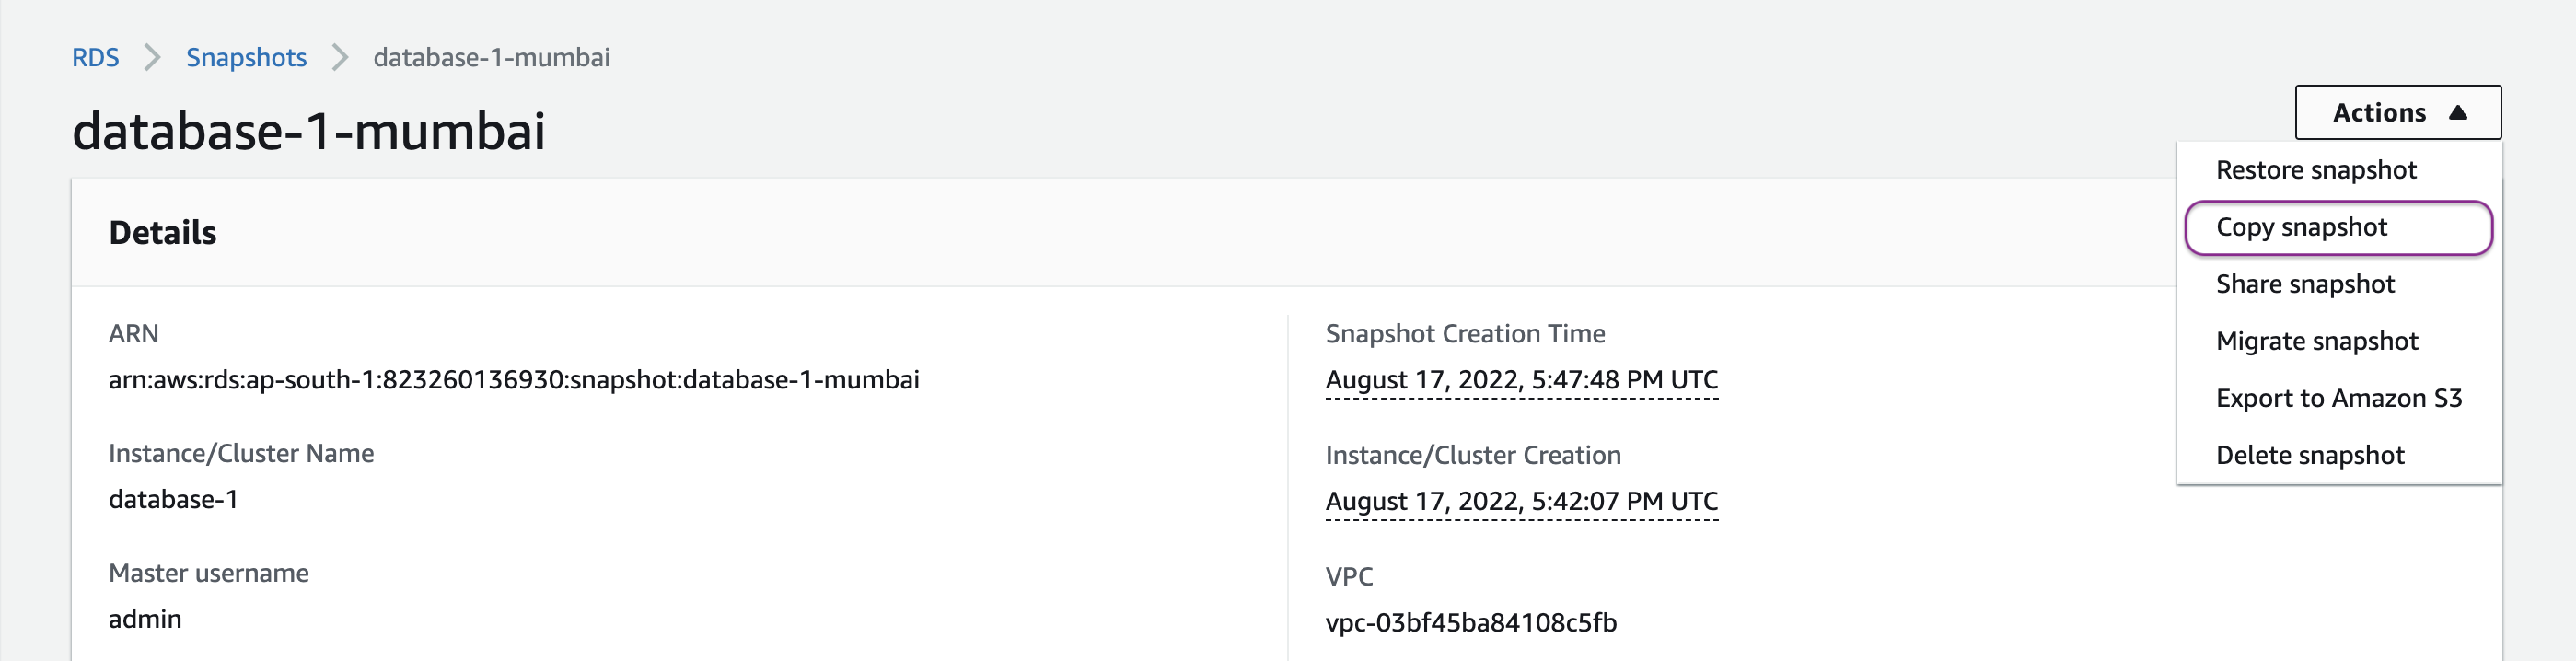 RDS > Snapshots > database-1-mumbai
database-1-mumbai
Actions
Restore snapshot
Copy snapshot
Share snapshot
Migrate snapshot
Export to Amazon S3
Delete snapshot
Details
ARN
arn:aws:rds:ap-south-1:823260136930:snapshot:database-1-mumbai
Instance/Cluster Name
database-1
Master username
admin
Snapshot Creation Time
August 17, 2022, 5:47:48 PM UTC
Instance/Cluster Creation
August 17, 2022, 5:42:07 PM UTC
VPC
vpc-03bf45ba84108c5fb